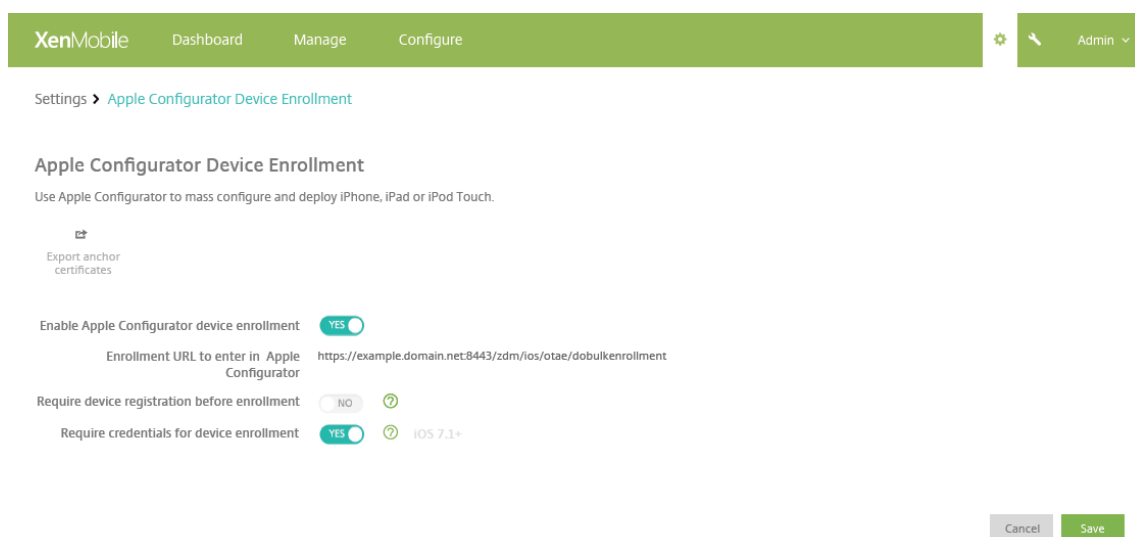 XenMobile Dashboard Manage Configure Admin
Settings > Apple Configurator Device Enrollment
Apple Configurator Device Enrollment
Use Apple Configurator to mass configure and deploy iPhone, iPad or iPod Touch.
Export anchor
certificates
Enable Apple Configurator device enrollment YES
Enrollment URL to enter in Apple
Configurator
https://example.domain.net:8443/zdm/ios/otae/dobulkenrollment
Require device registration before enrollment NO ?
Require credentials for device enrollment YES ? iOS 7.1+
Cancel Save